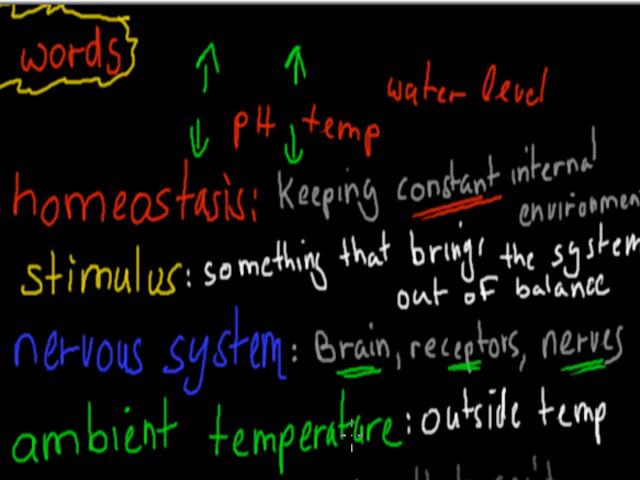 words
water level
pH temp
homeostasis: Keeping constant internal
environmen
stimulus: something that brings the system
out of balance
nervous system: Brain, receptors, nerves
ambient temperature: outside temp